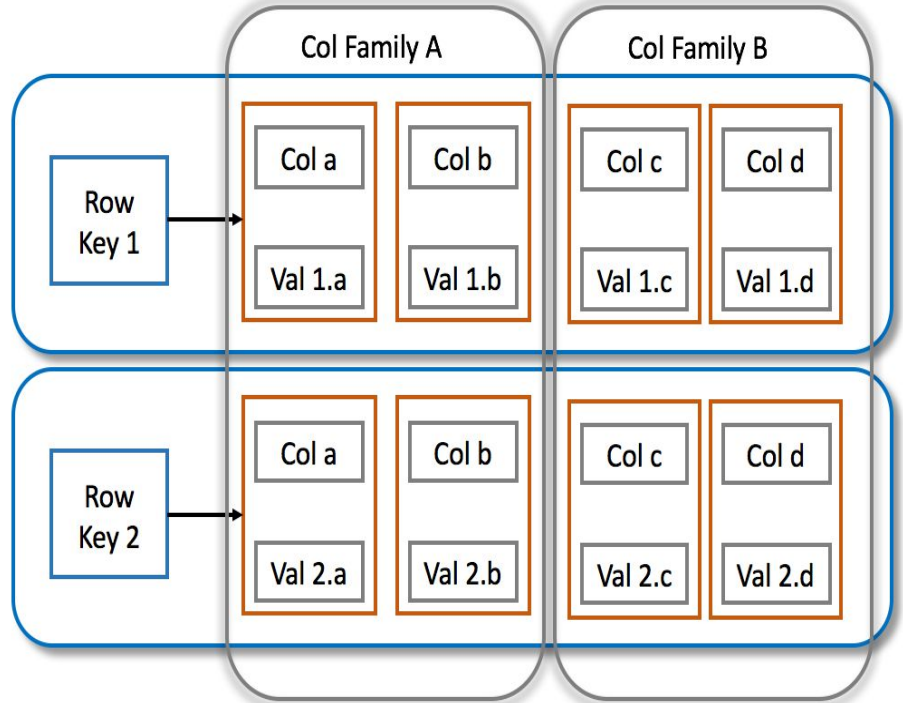 Col Family A
Col Family B
Row
Key 1
Col a
Col b
Col c
Col d
Val 1.a
Val 1.b
Val 1.c
Val 1.d
Row
Key 2
Col a
Col b
Col c
Col d
Val 2.a
Val 2.b
Val 2.c
Val 2.d